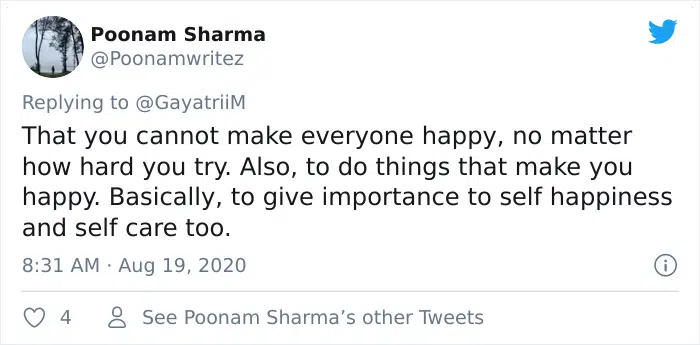 Poonam Sharma
@Poonamwritez
Replying to @GayatriiM
That you cannot make everyone happy, no matter
how hard you try. Also, to do things that make you
happy. Basically, to give importance to self happiness
and self care too.
8:31 AM · Aug 19, 2020
4 See Poonam Sharma’s other Tweets